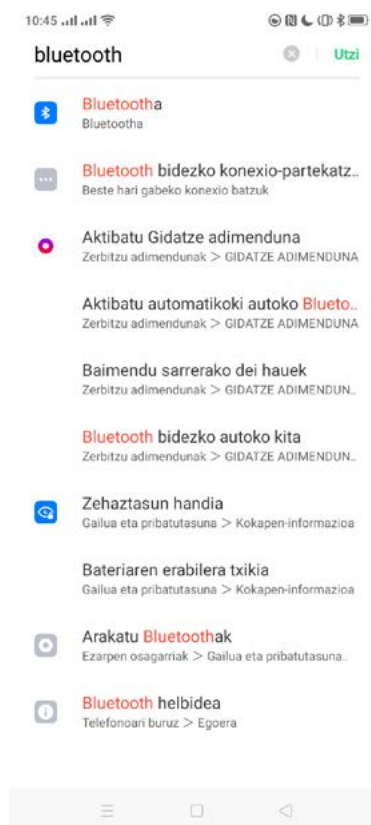 10:45
bluetooth Utzi
Bluetootha
Bluetootha
Bluetooth bidezko konexio-partekatz..
Beste hari gabeko konexio batzuk
Aktibatu Gidatze adimenduna
Zerbitzu adimendunak > GIDATZE ADIMENDUNA
Aktibatu automatikoki autoko Blueto..
Zerbitzu adimendunak > GIDATZE ADIMENDUNA
Baimendu sarrerako dei hauek
Zerbitzu adimendunak > GIDATZE ADIMENDUN..
Bluetooth bidezko autoko kita
Zerbitzu adimendunak > GIDATZE ADIMENDUN..
Zehaztasun handia
Gailua eta pribatutasuna > Kokapen-informazioa
Bateriaren erabilera txikia
Gailua eta pribatutasuna > Kokapen-informazioa
Arakatu Bluetoothak
Ezarpen osagarriak > Gailua eta pribatutasuna..
Bluetooth helbidea
Telefonoari buruz > Egoera